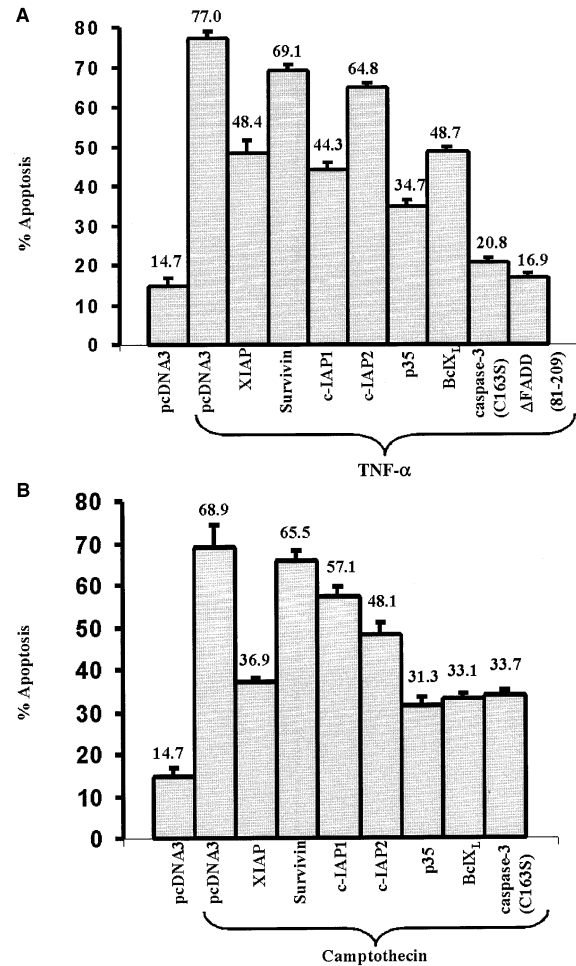 A
% Apoptosis
80
70
60
50
40
30
20
10
0
14.7
77.0
48.4
69.1
44.3
64.8
34.7
48.7
20.8
16.9
pcDNA3
pcDNA3
XIAP
Survivin
c-IAP1
c-IAP2
p35
BclXL
caspase-3
(C163S)
ΔFADD
(81-209)
TNF-α
B
% Apoptosis
80
70
60
50
40
30
20
10
0
14.7
68.9
36.9
65.5
57.1
48.1
31.3
33.1
33.7
pcDNA3
pcDNA3
XIAP
Survivin
c-IAP1
c-IAP2
p35
BclXL
caspase-3
(C163S)
Camptothecin